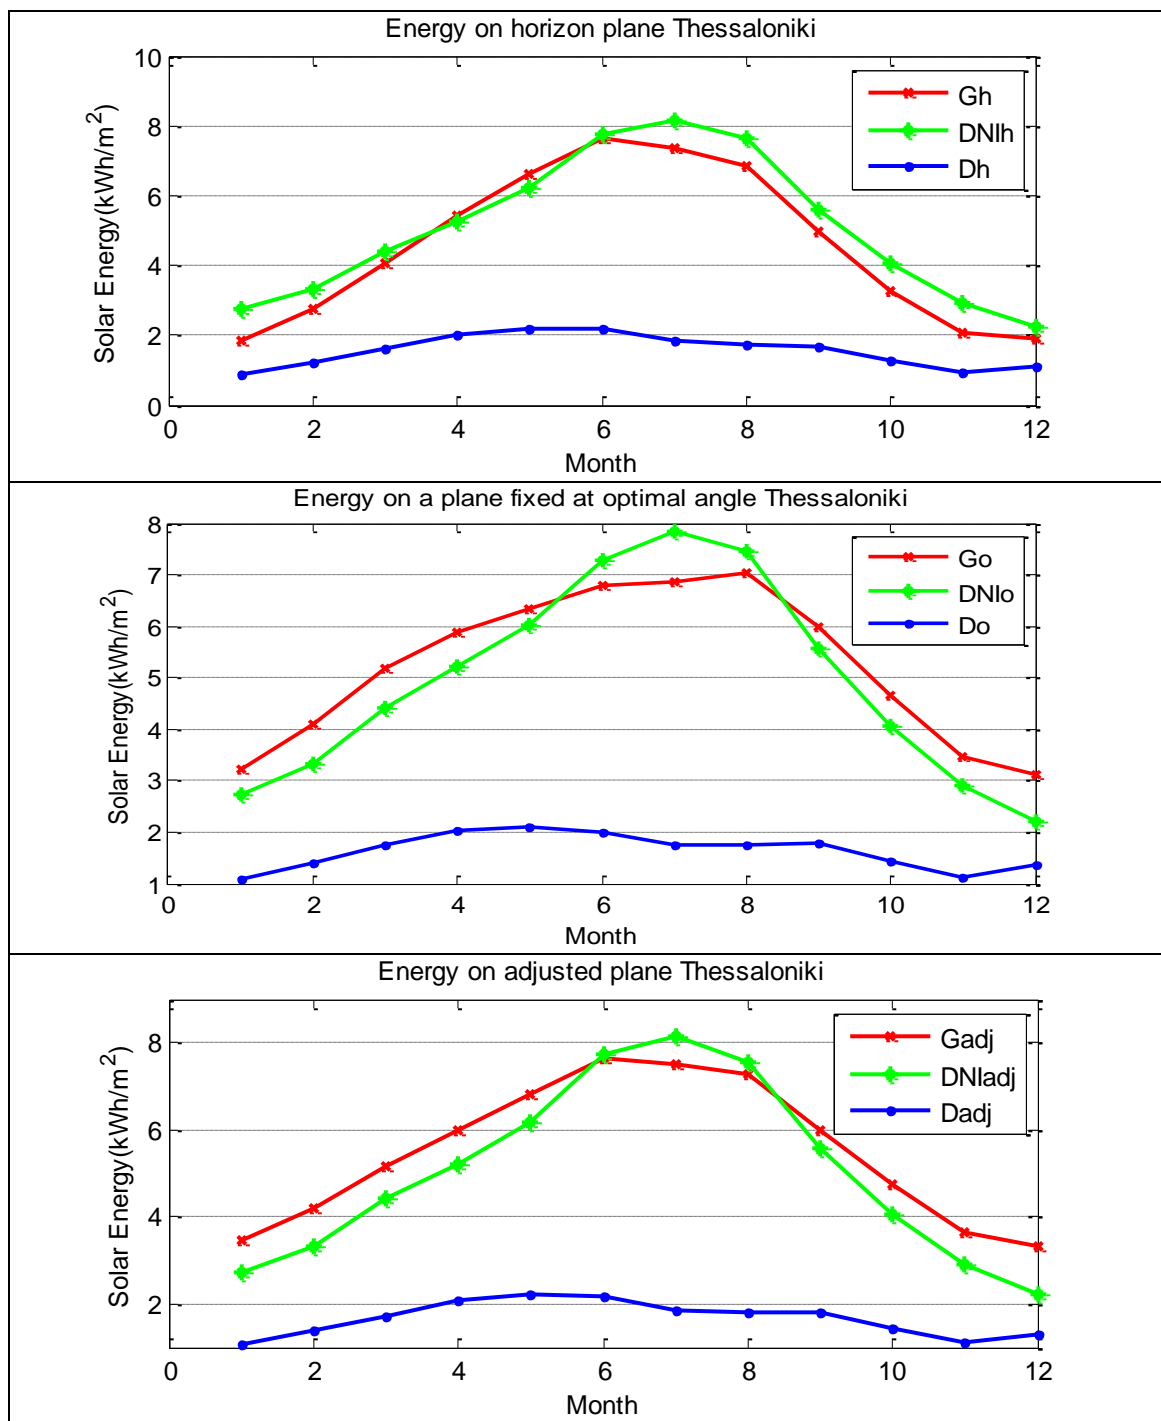 Energy on horizon plane Thessaloniki
10
8
6
4
2
0
Solar Energy(kWh/m²)
Gh
DNIh
Dh
0 2 4 6 8 10 12
Month
Energy on a plane fixed at optimal angle Thessaloniki
8
7
6
5
4
3
2
1
Solar Energy(kWh/m²)
Go
DNIo
Do
0 2 4 6 8 10 12
Month
Energy on adjusted plane Thessaloniki
8
6
4
2
Solar Energy(kWh/m²)
Gadj
DNIadj
Dadj
0 2 4 6 8 10 12
Month